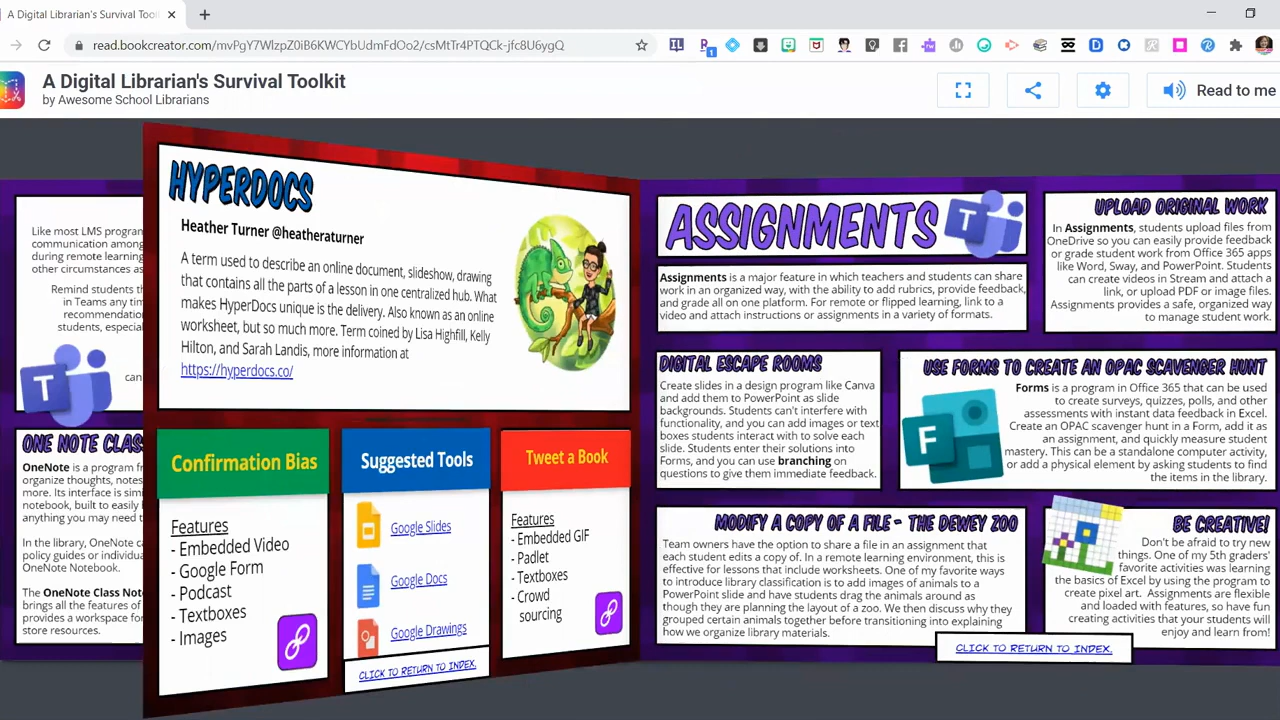 A Digital Librarian's Survival Tool
read.bookcreator.com/mvPgY7WlzpZ0iB6KWCYbUdmFdOo2/csMtTr4PTQCk-jfc8U6ygQ
A Digital Librarian's Survival Toolkit
by Awesome School Librarians
Read to me
Like most LMS progra
communication among
during remote learning
other circumstances as
Remind students th
in Teams any tim
recommendation
students, especia
can
T
ONE NOTE CLAS
OneNote is a program fr
organize thoughts, notes
more. Its interface is simi
notebook, built to easily
anything you may need t
In the library, OneNote ca
policy guides or individua
OneNote Notebook.
The OneNote Class Note
brings all the features of
provides a workspace for
store resources.
HYPERDOCS
Heather Turner @heatheraturner
A term used to describe an online document, slideshow, drawing
that contains all the parts of a lesson in one centralized hub. What
makes HyperDocs unique is the delivery. Also known as an online
worksheet, but so much more. Term coined by Lisa Highfill, Kelly
Hilton, and Sarah Landis, more information at
https://hyperdocs.co/
Confirmation Bias
Features
- Embedded Video
- Google Form
- Podcast
- Textboxes
- Images
Suggested Tools
Google Slides
Google Docs
Google Drawings
CLICK TO RETURN TO INDEX.
Tweet a Book
Features
- Embedded GIF
- Padlet
- Textboxes
- Crowd
sourcing
ASSIGNMENTS
T
Assignments is a major feature in which teachers and students can share
work in an organized way, with the ability to add rubrics, provide feedback,
and grade all on one platform. For remote or flipped learning, link to a
video and attach instructions or assignments in a variety of formats.
UPLOAD ORIGINAL WORK
In Assignments, students upload files from
OneDrive so you can easily provide feedback
or grade student work from Office 365 apps
like Word, Sway, and PowerPoint. Students
can create videos in Stream and attach a
link, or upload PDF or image files.
Assignments provides a safe, organized way
to manage student work.
DIGITAL ESCAPE ROOMS
Create slides in a design program like Canva
and add them to PowerPoint as slide
backgrounds. Students can't interfere with
functionality, and you can add images or text
boxes students interact with to solve each
slide. Students enter their solutions into
Forms, and you can use branching on
questions to give them immediate feedback.
USE FORMS TO CREATE AN OPAC SCAVENGER HUNT
F
Forms is a program in Office 365 that can be used
to create surveys, quizzes, polls, and other
assessments with instant data feedback in Excel.
Create an OPAC scavenger hunt in a Form, add it as
an assignment, and quickly measure student
mastery. This can be a standalone computer activity,
or add a physical element by asking students to find
the items in the library.
MODIFY A COPY OF A FILE - THE DEWEY ZOO
Team owners have the option to share a file in an assignment that
each student edits a copy of. In a remote learning environment, this is
effective for lessons that include worksheets. One of my favorite ways
to introduce library classification is to add images of animals to a
PowerPoint slide and have students drag the animals around as
though they are planning the layout of a zoo. We then discuss why they
grouped certain animals together before transitioning into explaining
how we organize library materials.
BE CREATIVE!
Don't be afraid to try new
things. One of my 5th graders'
favorite activities was learning
the basics of Excel by using the program to
create pixel art. Assignments are flexible
and loaded with features, so have fun
creating activities that your students will
enjoy and learn from!
CLICK TO RETURN TO INDEX.